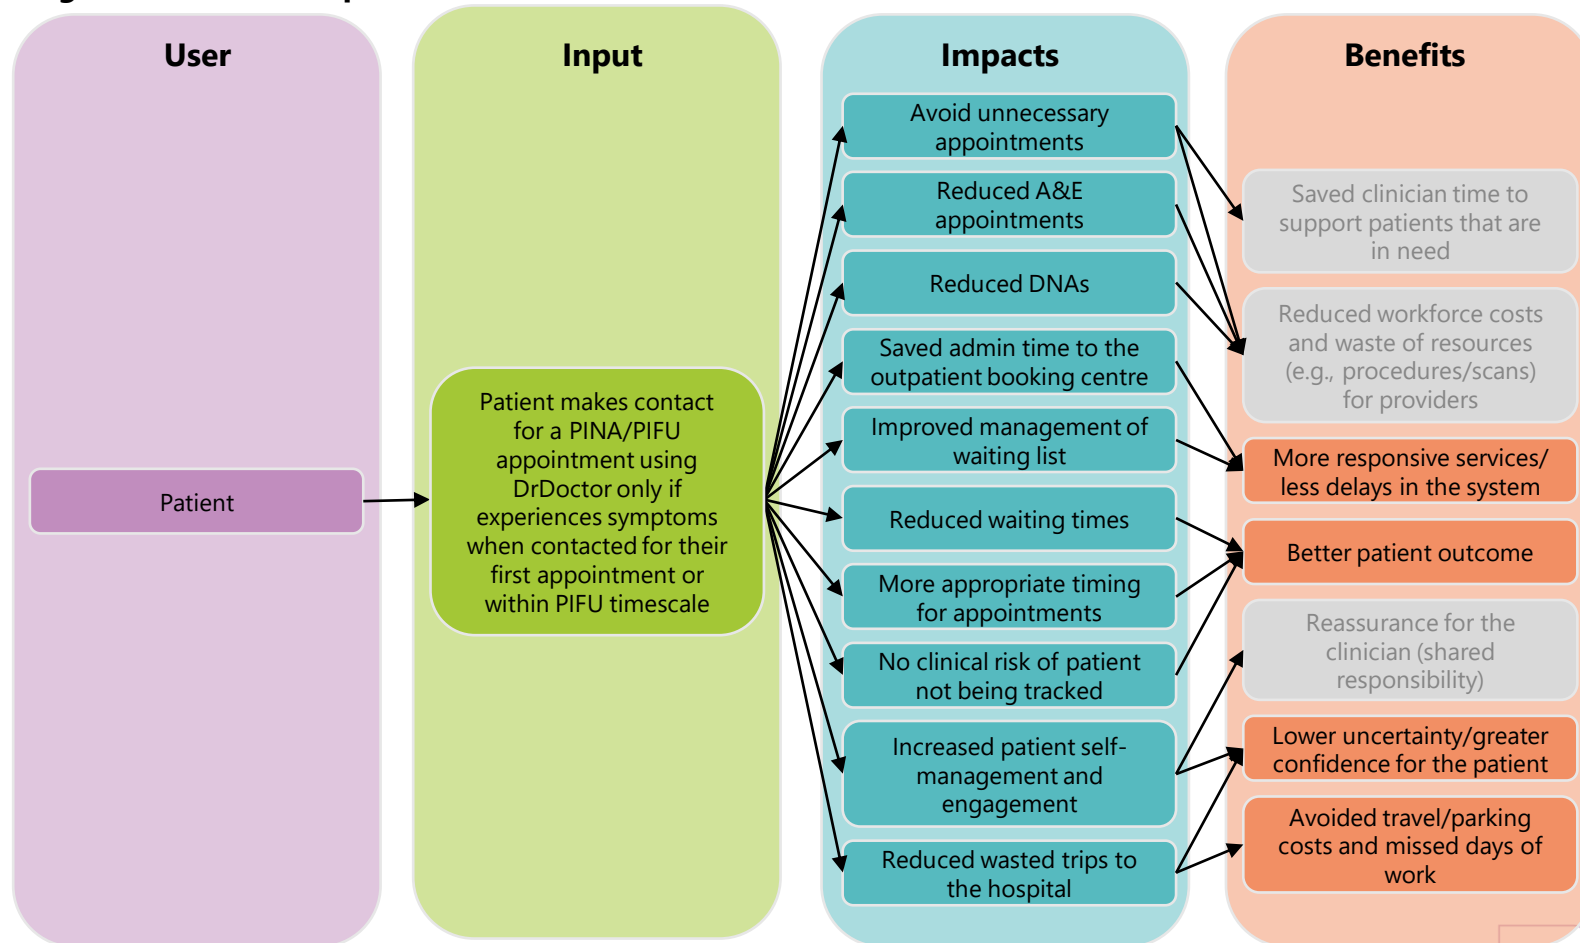 User
Input
Impacts
Benefits
Patient
Patient makes contact
for a PINA/PIFU
appointment using
DrDoctor only if
experiences symptoms
when contacted for their
first appointment or
within PIFU timescale
Avoid unnecessary
appointments
Reduced A&E
appointments
Reduced DNAs
Saved admin time to the
outpatient booking centre
Improved management of
waiting list
Reduced waiting times
More appropriate timing
for appointments
No clinical risk of patient
not being tracked
Increased patient self-
management and
engagement
Reduced wasted trips to
the hospital
Saved clinician time to
support patients that are
in need
Reduced workforce costs
and waste of resources
(e.g., procedures/scans)
for providers
More responsive services/
less delays in the system
Better patient outcome
Reassurance for the
clinician (shared
responsibility)
Lower uncertainty/greater
confidence for the patient
Avoided travel/parking
costs and missed days of
work